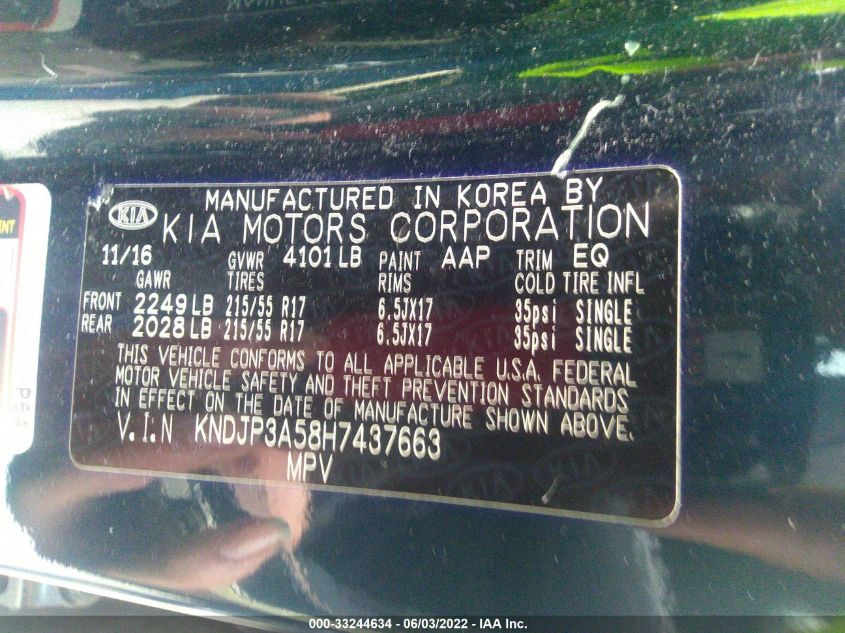 MANUFACTURED IN KOREA BY
KIA KIA MOTORS CORPORATION
11/16 GVWR 4101 LB PAINT AAP TRIM EQ
GAWR TIRES RIMS COLD TIRE INFL
FRONT 2249 LB 215/55 R17 6.5JX17 35psi SINGLE
REAR 2028 LB 215/55 R17 6.5JX17 35psi SINGLE
THIS VEHICLE CONFORMS TO ALL APPLICABLE U.S.A. FEDERAL
MOTOR VEHICLE SAFETY AND THEFT PREVENTION STANDARDS
IN EFFECT ON THE DATE OF MANUFACTURE SHOWN ABOVE.
V.I.N KNDJP3A58H7437663
MPV
000-33244634 - 06/03/2022 - IAA Inc.